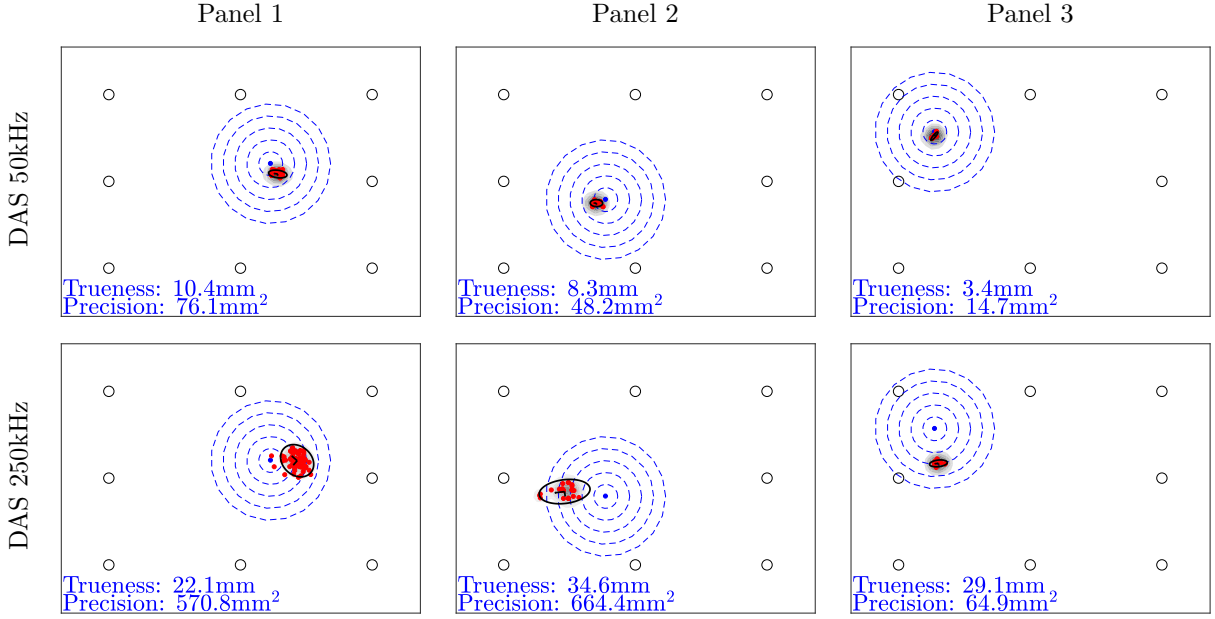 Panel 1
Panel 2
Panel 3
DAS 50kHz
Trueness: 10.4mm
Precision: 76.1mm²
Trueness: 8.3mm
Precision: 48.2mm²
Trueness: 3.4mm
Precision: 14.7mm²
DAS 250kHz
Trueness: 22.1mm
Precision: 570.8mm²
Trueness: 34.6mm
Precision: 664.4mm²
Trueness: 29.1mm
Precision: 64.9mm²